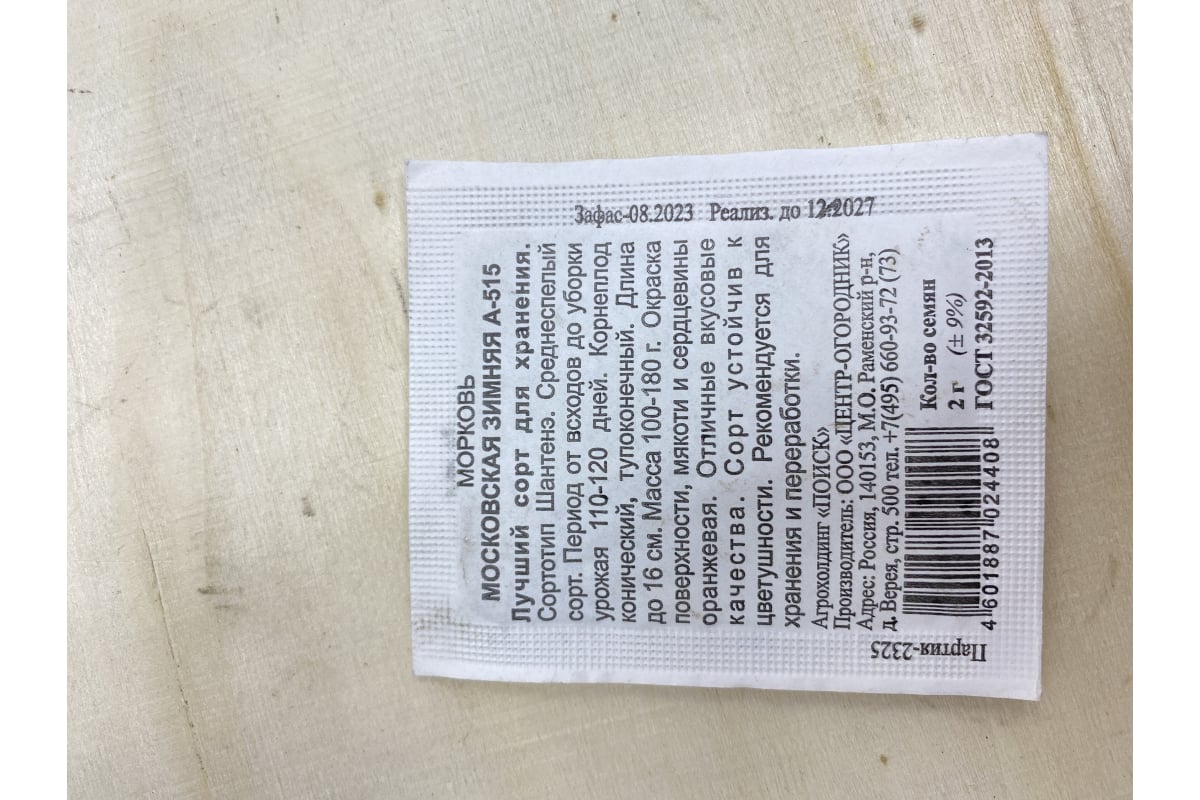 МОРКОВЬ
МОСКОВСКАЯ ЗИМНЯЯ А-515
Лучший сорт для хранения.
Сортотип Шантенэ. Среднеспелый
сорт. Период от всходов до уборки
урожая 110-120 дней. Корнеплод
конический, тупоконечный. Длина
до 16 см. Масса 100-180 г. Окраска
поверхности, мякоти и сердцевины
оранжевая. Отличные вкусовые
качества. Сорт устойчив к
цветушности. Рекомендуется для
хранения и переработки.
Агрохолдинг «ПОИСК»
Производитель: ООО «ЦЕНТР-ОГОРОДНИК»
Адрес: Россия, 140153, М.О. Раменский р-н,
д. Верея, стр. 500 тел. +7(495) 660-93-72 (73)
Кол-во семян
2 г (± 9%)
ГОСТ 32592-2013
4 601887 024408
Партия-2325
Зафас-08.2023 Реализ. до 12.2027